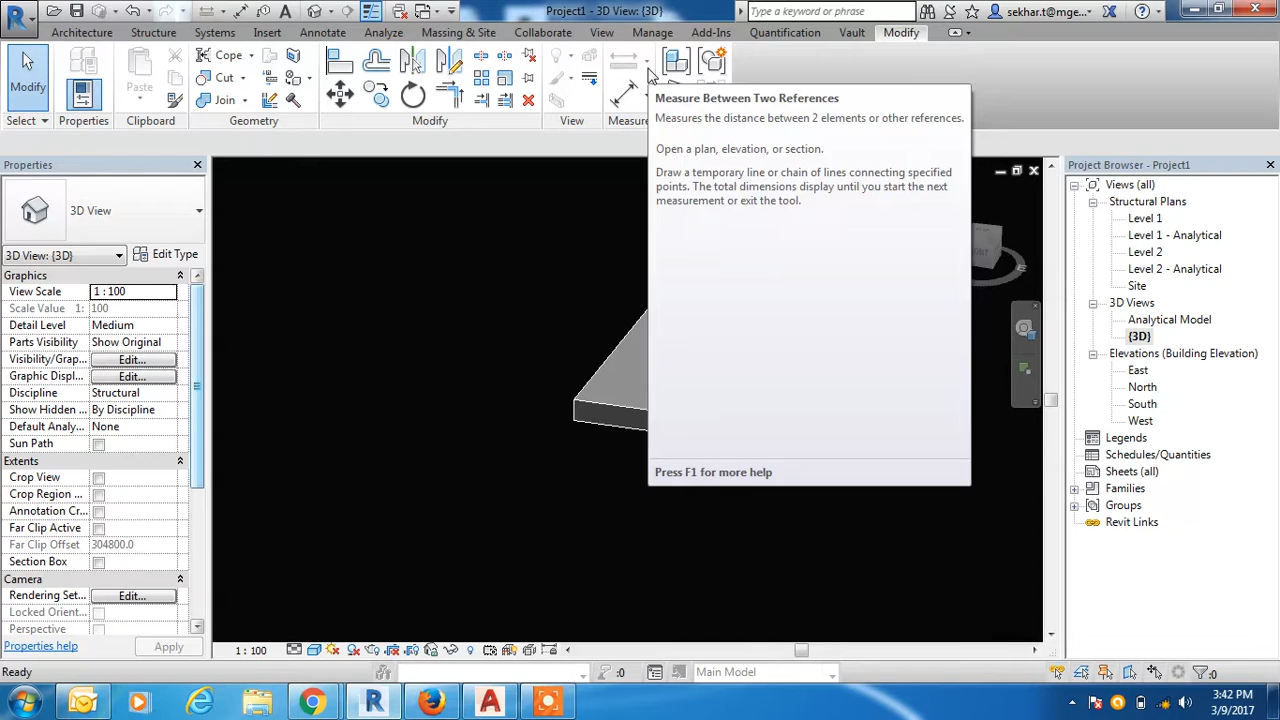 Project1 - 3D View: {3D}
Type a keyword or phrase
sekhar.t@mge...
Architecture
Structure
Systems
Insert
Annotate
Analyze
Massing & Site
Collaborate
View
Manage
Add-Ins
Quantification
Vault
Modify
Modify
Select
Properties
Paste
Clipboard
Cope
Cut
Join
Geometry
Modify
View
Measur
Measure Between Two References
Measures the distance between 2 elements or other references.
Open a plan, elevation, or section.
Draw a temporary line or chain of lines connecting specified
points. The total dimensions display until you start the next
measurement or exit the tool.
Press F1 for more help
Properties
3D View
3D View: {3D}
Edit Type
Graphics
View Scale 1 : 100
Scale Value 1: 100
Detail Level Medium
Parts Visibility Show Original
Visibility/Grap... Edit...
Graphic Displ... Edit...
Discipline Structural
Show Hidden ... By Discipline
Default Analy... None
Sun Path
Extents
Crop View
Crop Region ...
Annotation Cr...
Far Clip Active
Far Clip Offset 304800.0
Section Box
Camera
Rendering Set... Edit...
Locked Orient...
Perspective
Properties help
Apply
Project Browser - Project1
Views (all)
Structural Plans
Level 1
Level 1 - Analytical
Level 2
Level 2 - Analytical
Site
3D Views
Analytical Model
{3D}
Elevations (Building Elevation)
East
North
South
West
Legends
Schedules/Quantities
Sheets (all)
Families
Groups
Revit Links
1 : 100
Ready
:0
Main Model
:0
3:42 PM
3/9/2017